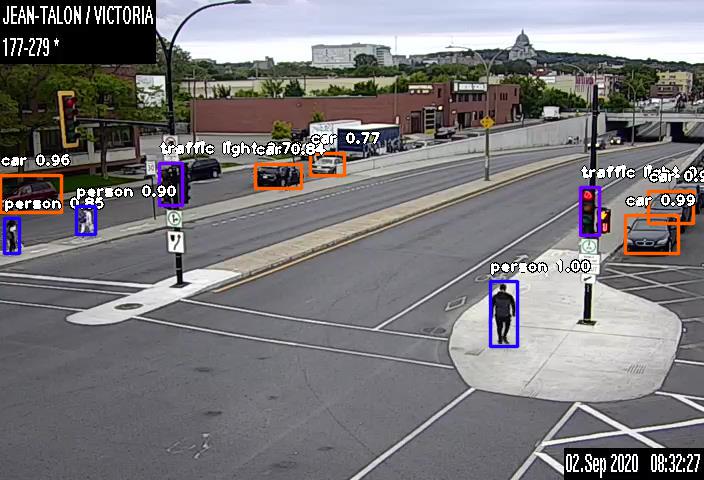 JEAN-TALON / VICTORIA
177-279 *
car 0.77
car 0.96
person 0.90
person 0.85
traffic light
car 0.99
person 1.00
02.Sep 2020 08:32:27